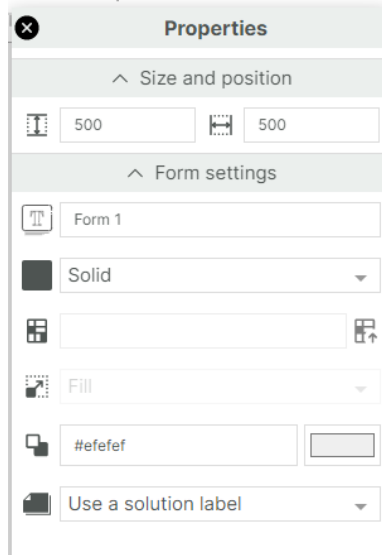 Properties
Size and position
500 500
Form settings
T Form 1
Solid
Fill
#efefef
Use a solution label